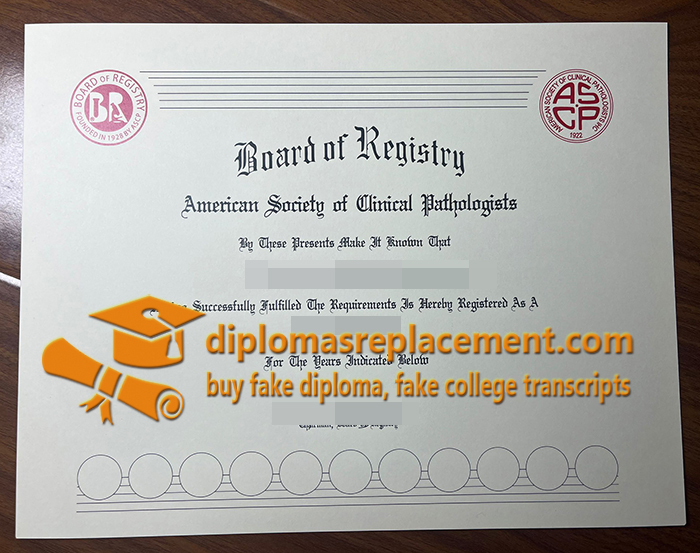 BOARD OF REGISTRY
BR
FOUNDED IN 1928 BY ASCP
AMERICAN SOCIETY OF CLINICAL PATHOLOGISTS INC
AS
CP
1922
Board of Registry
American Society of Clinical Pathologists
By These Presents Make It Known That
Successfully Fulfilled The Requirements Is Hereby Registered As A
diplomasreplacement.com
For The Years Indicated Below
buy fake diploma, fake college transcripts